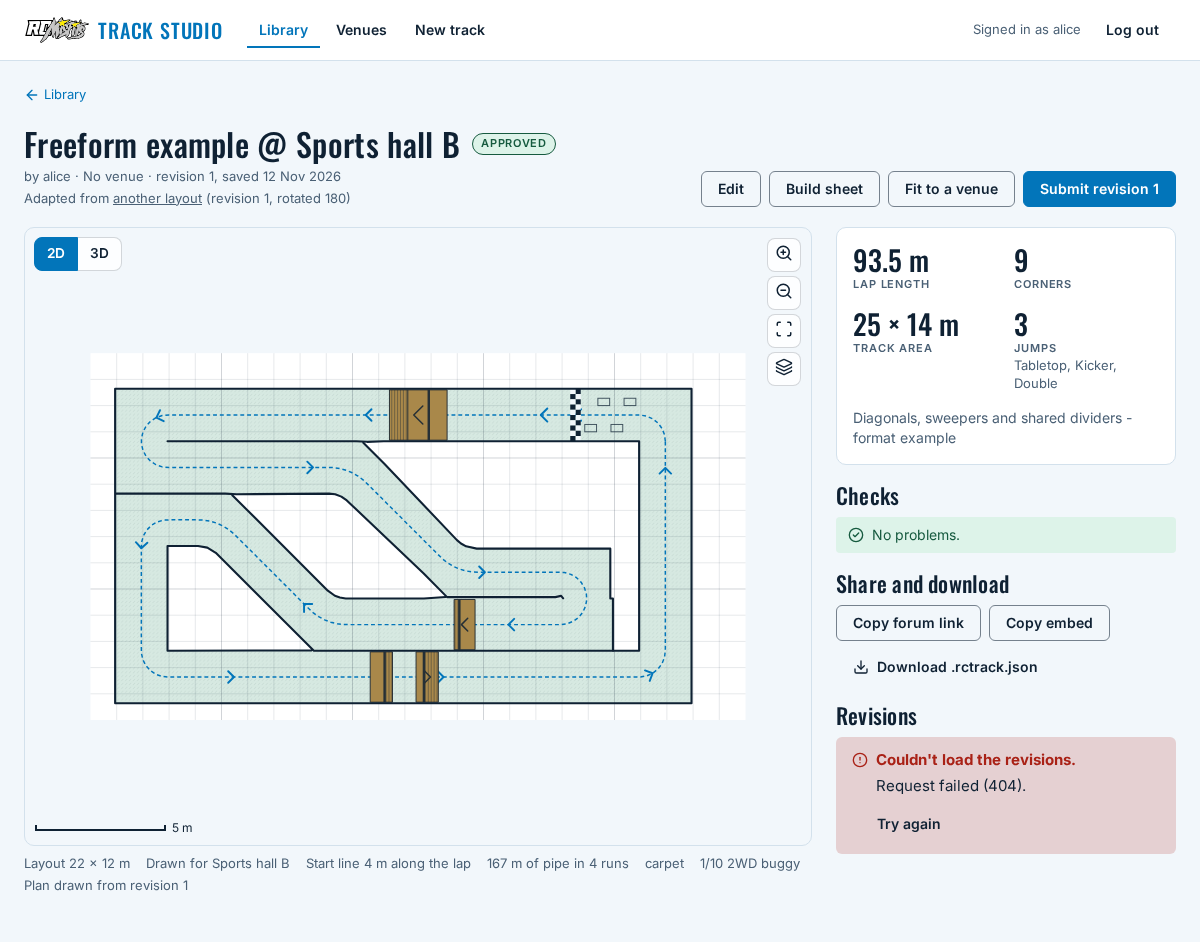 RC TRACK STUDIO
Library
Venues
New track
Signed in as alice
Log out
Library
Freeform example @ Sports hall B
APPROVED
by alice · No venue · revision 1, saved 12 Nov 2026
Adapted from another layout (revision 1, rotated 180)
Edit
Build sheet
Fit to a venue
Submit revision 1
2D
3D
5 m
Layout 22 × 12 m
Drawn for Sports hall B
Start line 4 m along the lap
167 m of pipe in 4 runs
carpet
1/10 2WD buggy
Plan drawn from revision 1
93.5 m
LAP LENGTH
9
CORNERS
25 × 14 m
TRACK AREA
3
JUMPS
Tabletop, Kicker,
Double
Diagonals, sweepers and shared dividers -
format example
Checks
No problems.
Share and download
Copy forum link
Copy embed
Download .rctrack.json
Revisions
Couldn't load the revisions.
Request failed (404).
Try again